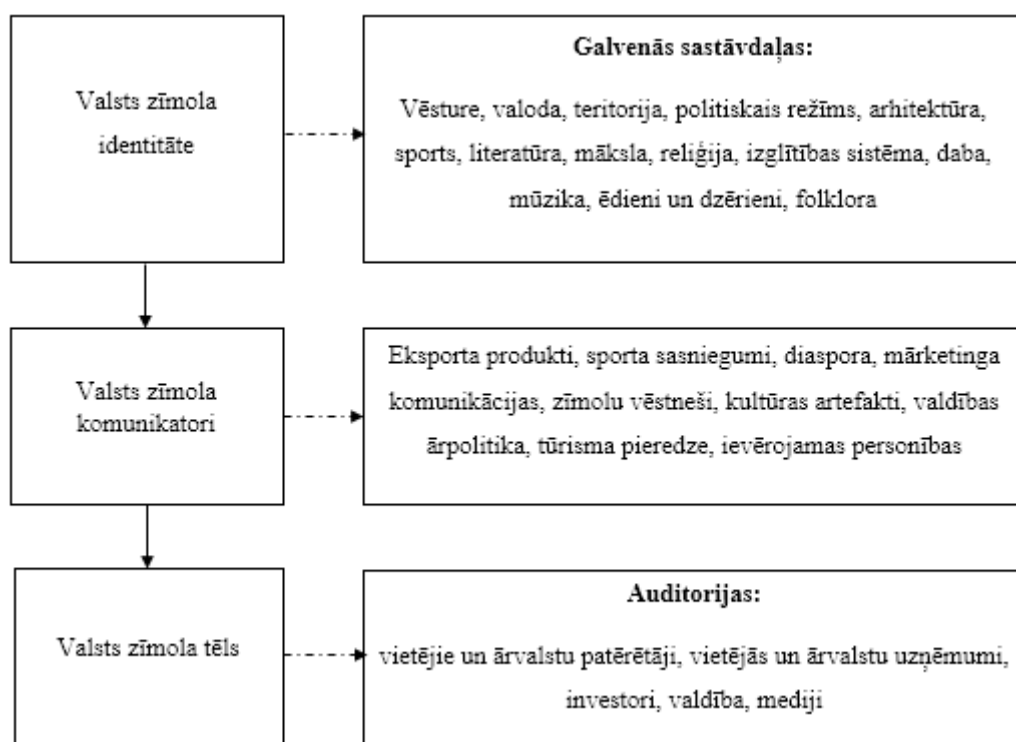 Valsts zīmola
identitāte
Galvenās sastāvdaļas:
Vēsture, valoda, teritorija, politiskais režīms, arhitektūra,
sports, literatūra, māksla, reliģija, izglītības sistēma, daba,
mūzika, ēdieni un dzērieni, folklora
Valsts zīmola
komunikatori
Eksporta produkti, sporta sasniegumi, diaspora, mārketinga
komunikācijas, zīmolu vēstneši, kultūras artefakti, valdības
ārpolitika, tūrisma pieredze, ievērojamas personības
Valsts zīmola tēls
Auditorijas:
vietējie un ārvalstu patērētāji, vietējās un ārvalstu uzņēmumi,
investori, valdība, mediji